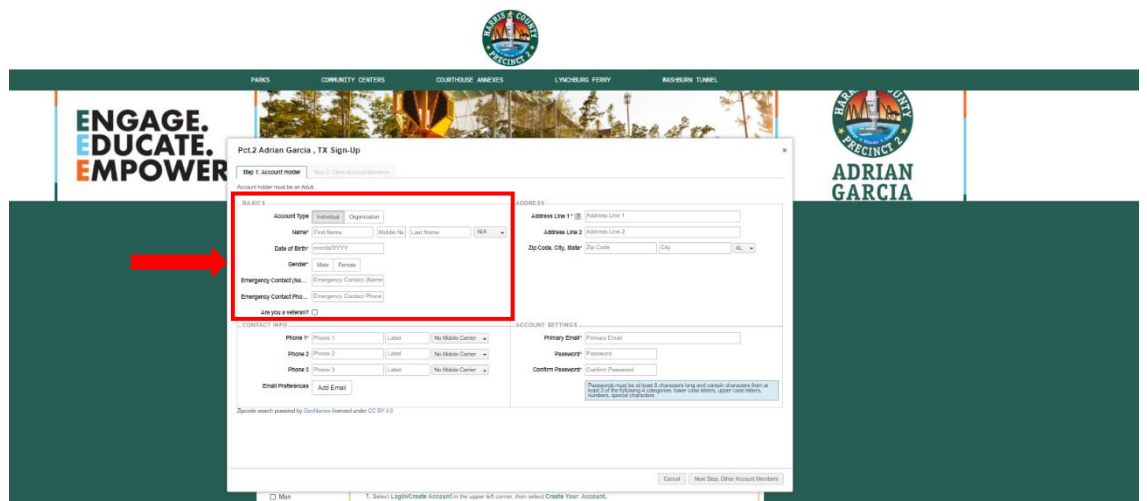 HARRIS COUNTY
PRECINCT 2
PARKS COMMUNITY CENTERS COURTHOUSE ANNEXES LYNCHBURG FERRY WASHBURN TUNNEL
ENGAGE.
EDUCATE.
EMPOWER
PRECINCT 2
ADRIAN
GARCIA
Pct.2 Adrian Garcia , TX Sign-Up ×
Step 1: Account Holder Step 2: Other Account Members
Account holder must be an Adult.
BASICS
Account Type Individual Organization
Name* First Name Middle Na Last Name N/A
Date of Birth* mm/dd/YYYY
Gender* Male Female
Emergency Contact (Na... Emergency Contact (Name
Emergency Contact Pho... Emergency Contact Phone
Are you a veteran?
ADDRESS
Address Line 1* Address Line 1
Address Line 2 Address Line 2
Zip Code, City, State* Zip Code City AL
CONTACT INFO
Phone 1* Phone 1 Label No Mobile Carrier
Phone 2 Phone 2 Label No Mobile Carrier
Phone 3 Phone 3 Label No Mobile Carrier
Email Preferences Add Email
ACCOUNT SETTINGS
Primary Email* Primary Email
Password* Password
Confirm Password* Confirm Password
Passwords must be at least 8 characters long and contain characters from at
least 3 of the following 4 categories: lower case letters, upper case letters,
numbers, special characters
Zipcode search powered by GeoNames licensed under CC BY 4.0
Cancel Next Step: Other Account Members
Mon
1. Select Login/Create Account in the upper left corner, then select Create Your Account.